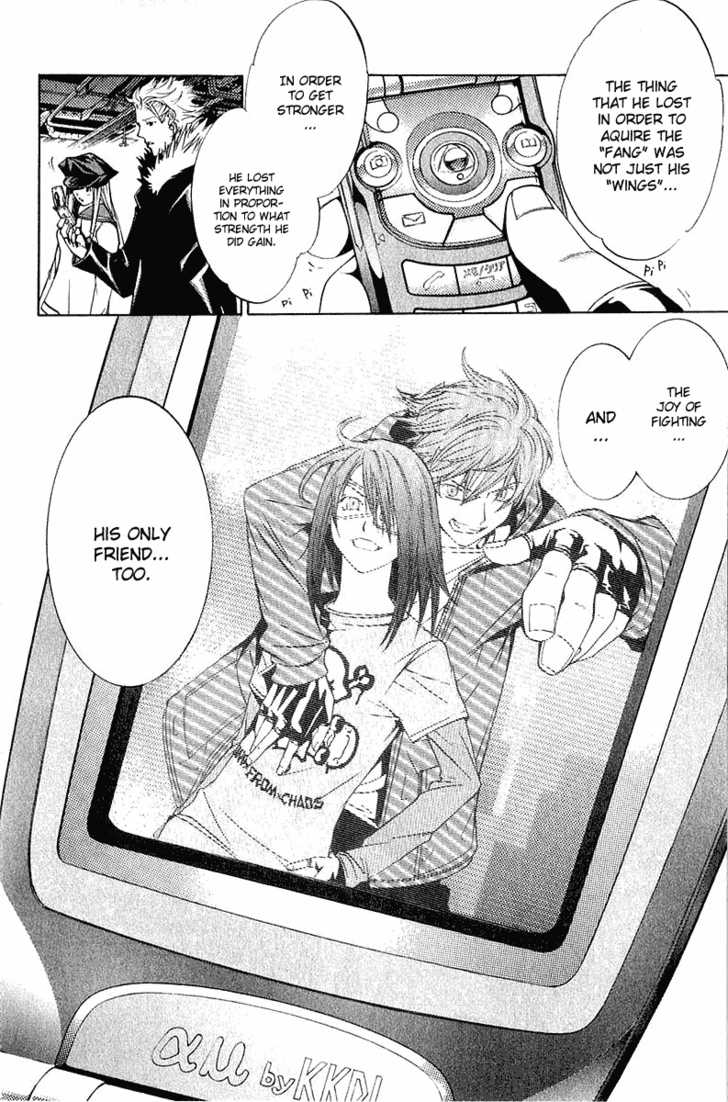 THE THING
THAT HE LOST
IN ORDER TO
AQUIRE THE
"FANG" WAS
NOT JUST HIS
"WINGS"...
IN ORDER
TO GET
STRONGER
...
HE LOST
EVERYTHING
IN PROPOR-
TION TO WHAT
STRENGTH HE
DID GAIN.
Pi Pi
Pi Pi
THE
JOY OF
FIGHTING
...
AND
...
HIS ONLY
FRIEND...
TOO.
FROM CHAOS
αu by KKDI